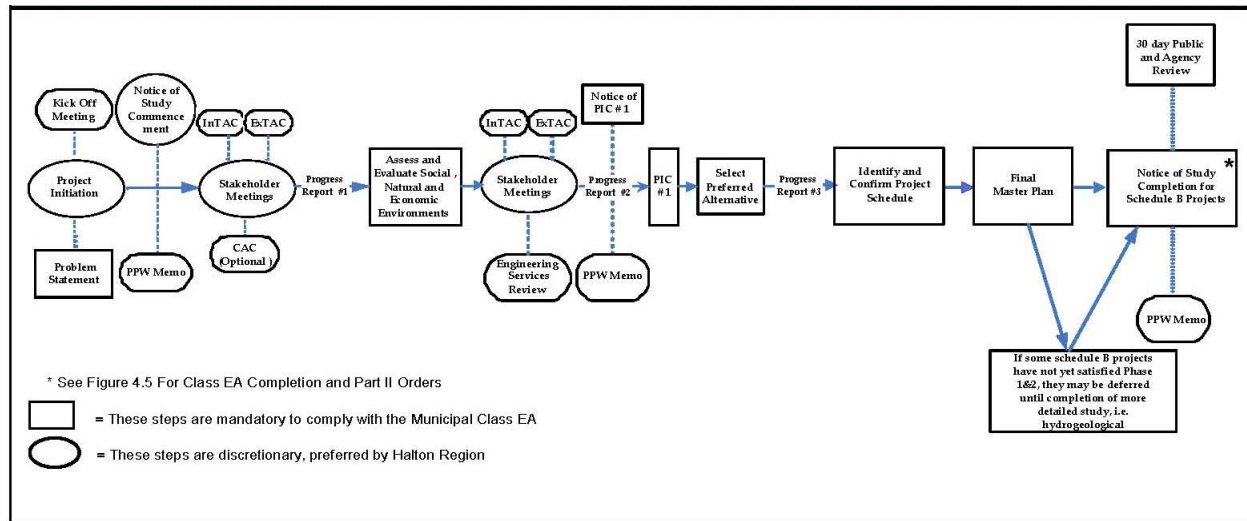 30 day Public
and Agency
Review
Kick Off
Meeting
Notice of
Study
Commence
ment
InTAC
ExTAC
InTAC
ExTAC
Notice of
PIC # 1
Project
Initiation
Stakeholder
Meetings
Progress
Report #1
Assess and
Evaluate Social ,
Natural and
Economic
Environments
Stakeholder
Meetings
Progress
Report #2
PIC
# 1
Select
Preferred
Alternative
Progress
Report #3
Identify and
Confirm Project
Schedule
Final
Master Plan
Notice of Study
Completion for
Schedule B Projects
*
Problem
Statement
PPW Memo
CAC
(Optional )
Engineering
Services
Review
PPW Memo
PPW Memo
If some schedule B projects
have not yet satisfied Phase
1&2, they may be deferred
until completion of more
detailed study, i.e.
hydrogeological
* See Figure 4.5 For Class EA Completion and Part II Orders
= These steps are mandatory to comply with the Municipal Class EA
= These steps are discretionary, preferred by Halton Region